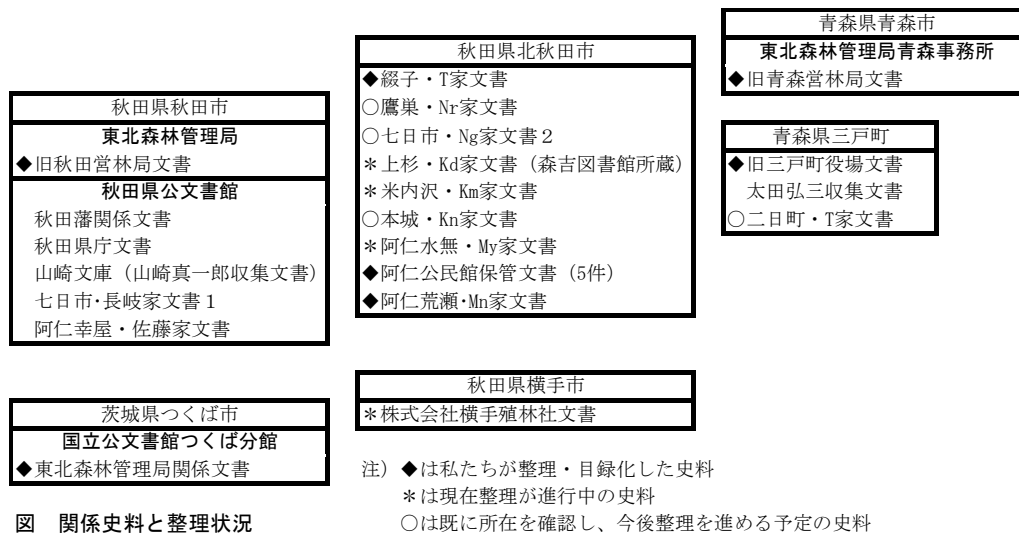 秋田県秋田市
東北森林管理局
◆旧秋田営林局文書
秋田県公文書館
秋田藩関係文書
秋田県庁文書
山崎文庫（山崎真一郎収集文書）
七日市･長岐家文書１
阿仁幸屋・佐藤家文書
茨城県つくば市
国立公文書館つくば分館
◆東北森林管理局関係文書
図　関係史料と整理状況
秋田県北秋田市
◆綴子・T家文書
○鷹巣・Nr家文書
○七日市・Ng家文書２
＊上杉・Kd家文書（森吉図書館所蔵）
＊米内沢・Km家文書
○本城・Kn家文書
＊阿仁水無・My家文書
◆阿仁公民館保管文書（5件）
◆阿仁荒瀬･Mn家文書
秋田県横手市
＊株式会社横手殖林社文書
注）◆は私たちが整理・目録化した史料
＊は現在整理が進行中の史料
○は既に所在を確認し、今後整理を進める予定の史料
青森県青森市
東北森林管理局青森事務所
◆旧青森営林局文書
青森県三戸町
◆旧三戸町役場文書
太田弘三収集文書
○二日町・T家文書